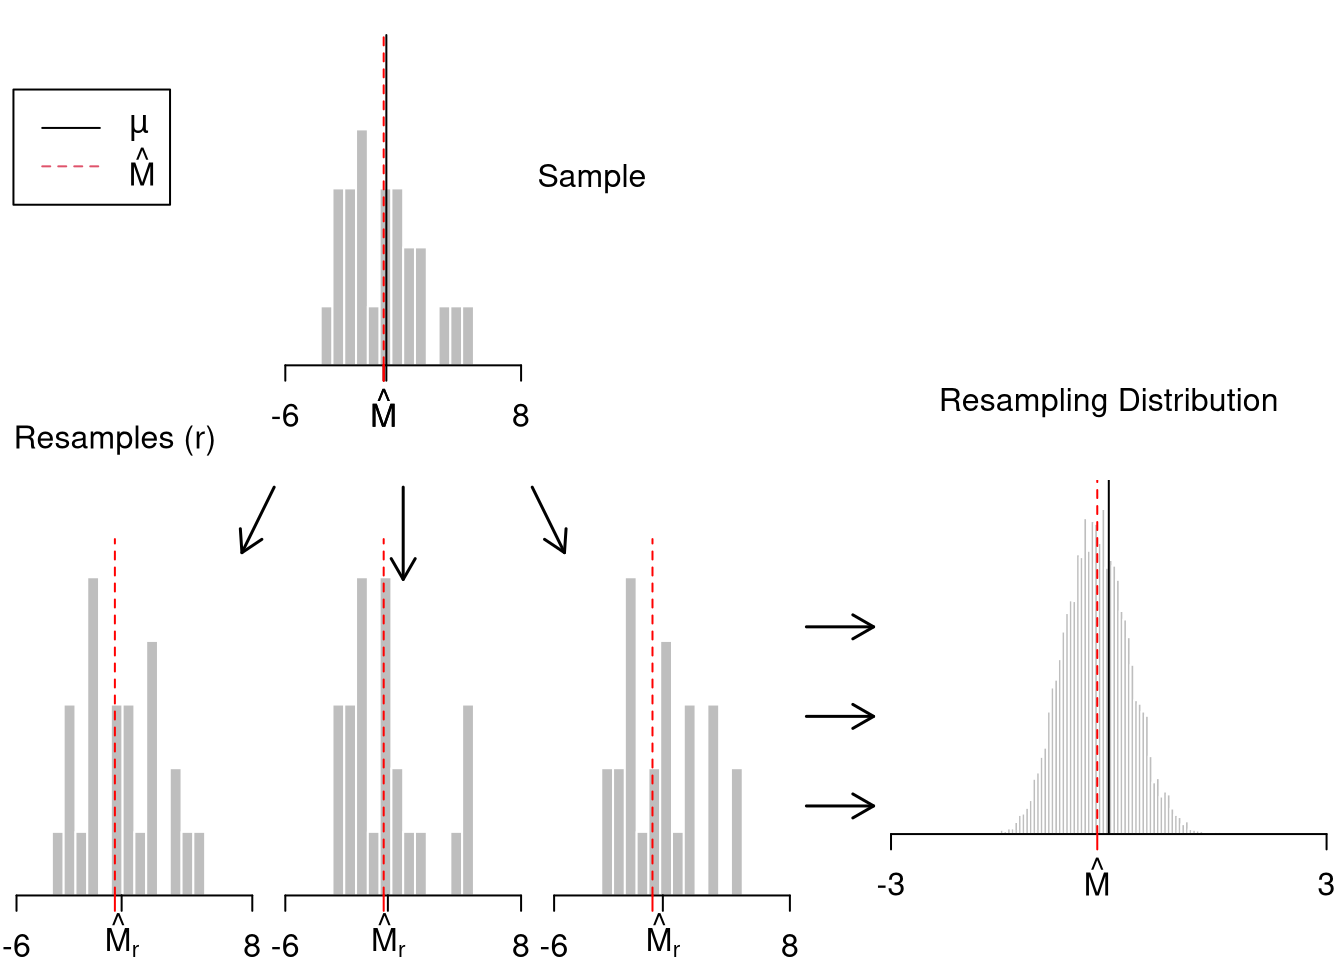 μ
M̂
Sample
-6 M̂ 8
Resampling Distribution
Resamples (r)
-3 M̂ 3
-6 M̂ᵣ 8 -6 M̂ᵣ 8 -6 M̂ᵣ 8